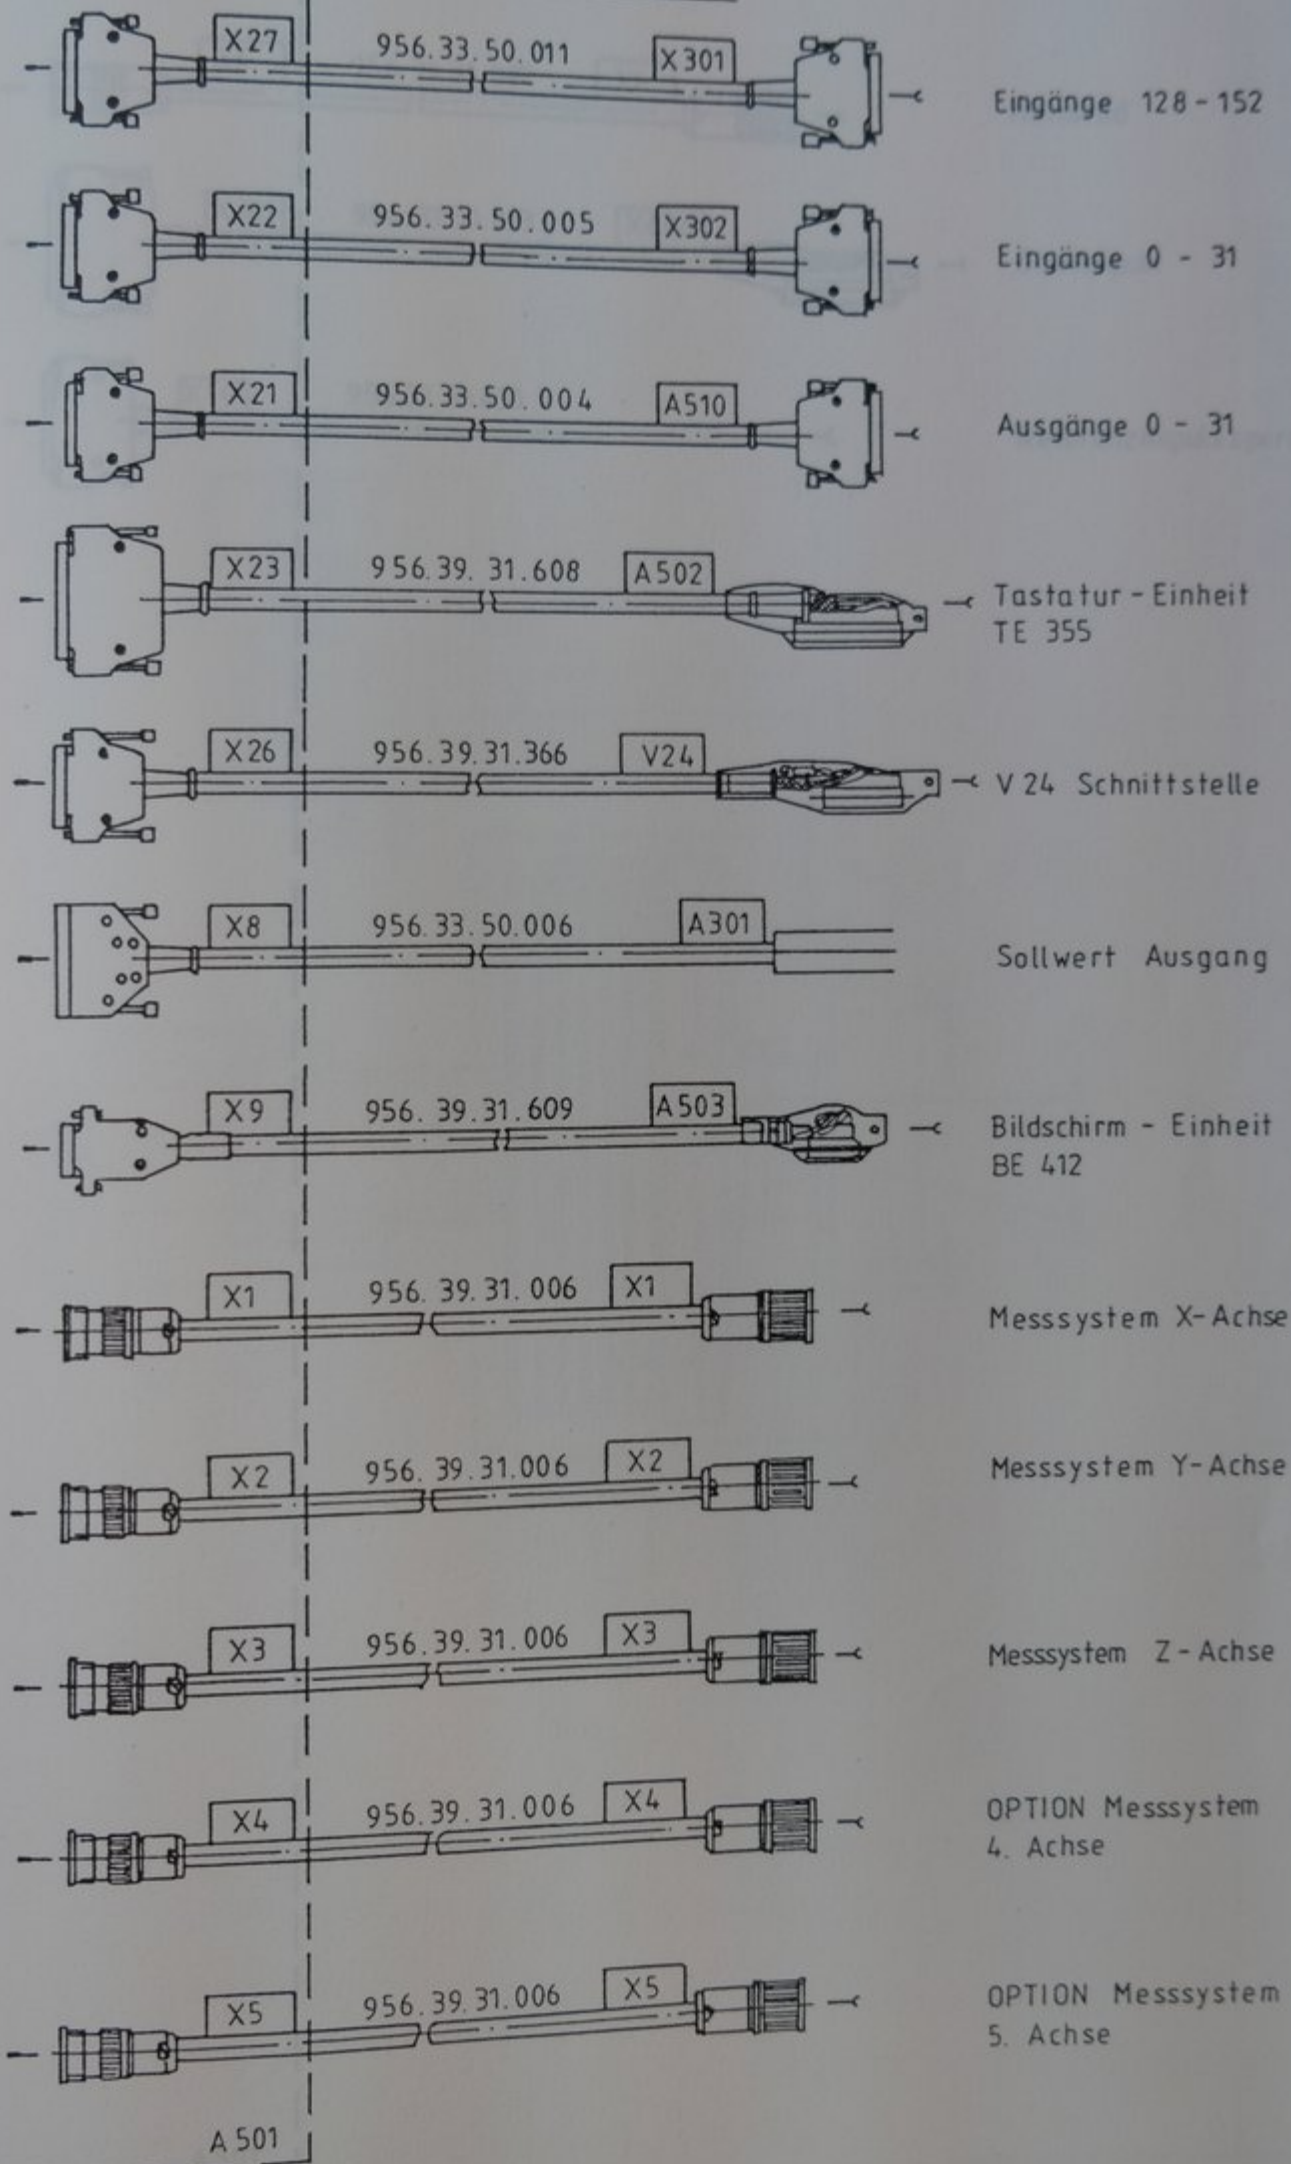 X27 956.33.50.011 X301 Eingänge 128 - 152
X22 956.33.50.005 X302 Eingänge 0 - 31
X21 956.33.50.004 A510 Ausgänge 0 - 31
X23 956.39.31.608 A502 Tastatur - Einheit
TE 355
X26 956.39.31.366 V24 V 24 Schnittstelle
X8 956.33.50.006 A301 Sollwert Ausgang
X9 956.39.31.609 A503 Bildschirm - Einheit
BE 412
X1 956.39.31.006 X1 Messsystem X-Achse
X2 956.39.31.006 X2 Messsystem Y-Achse
X3 956.39.31.006 X3 Messsystem Z-Achse
X4 956.39.31.006 X4 OPTION Messsystem
4. Achse
X5 956.39.31.006 X5 OPTION Messsystem
5. Achse
A 501